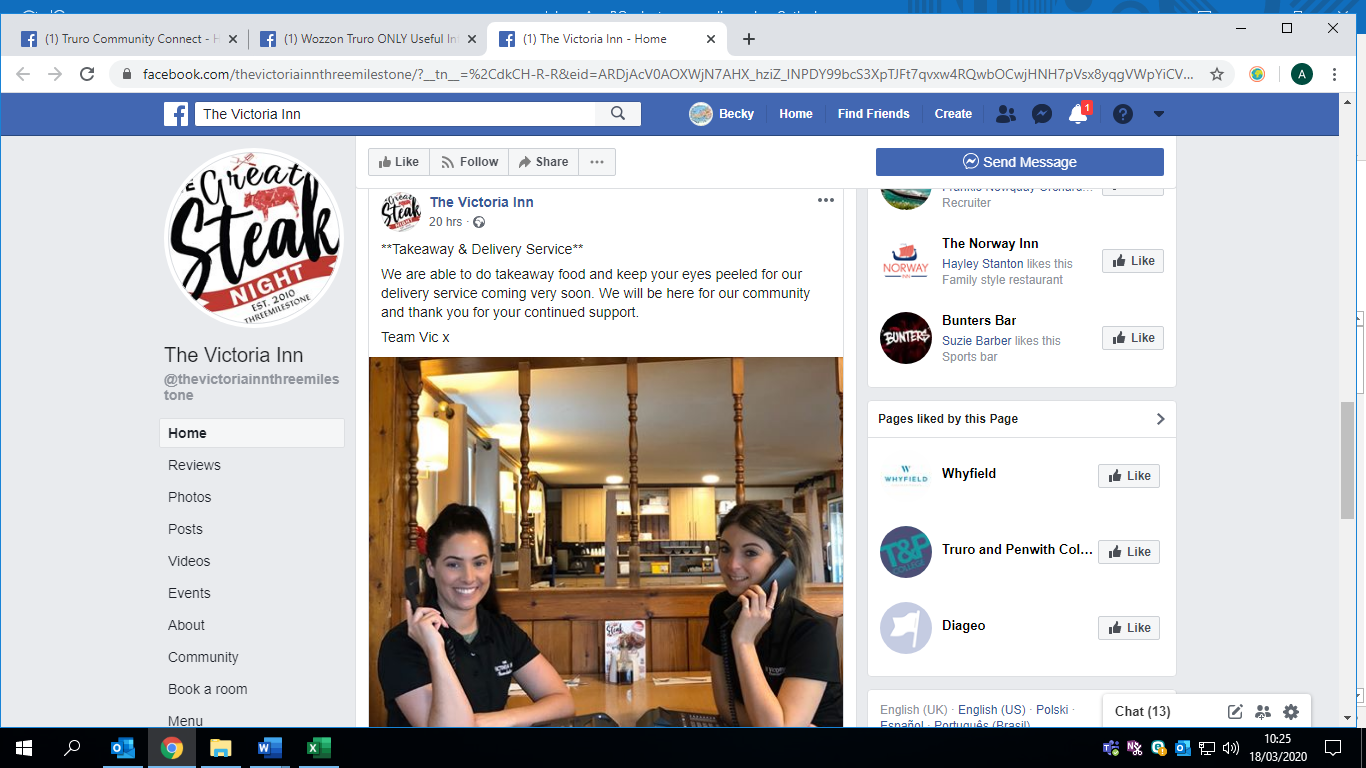 (1) Truro Community Connect - H
(1) Wozzon Truro ONLY Useful In
(1) The Victoria Inn - Home
facebook.com/thevictoriainnthreemilestone/?__tn__=%2CdkCH-R-R&eid=ARDjAcV0AOXWjN7AHX_hziZ_INPDY99bcS3XpTJFt7qvxw4RQwbOCwjHNH7pVsx8yqgVWpYiCV...
A
The Victoria Inn
Becky
Home
Find Friends
Create
1
GREAT
STEAK
NIGHT
EST. 2010
THREEMILESTONE
The Victoria Inn
@thevictoriainnthreemiles
tone
Home
Reviews
Photos
Posts
Videos
Events
About
Community
Book a room
Menu
Like
Follow
Share
Send Message
The Victoria Inn
20 hrs ·
**Takeaway & Delivery Service**
We are able to do takeaway food and keep your eyes peeled for our
delivery service coming very soon. We will be here for our community
and thank you for your continued support.
Team Vic x
Recruiter
NORWAY
INN
The Norway Inn
Hayley Stanton likes this
Family style restaurant
Like
BUNTERS
Bunters Bar
Suzie Barber likes this
Sports bar
Like
Pages liked by this Page
WHYFIELD
Whyfield
Like
T&P
COLLEGE
Truro and Penwith Col...
Like
Diageo
Like
English (UK) · English (US) · Polski ·
Español · Português (Brasil)
Chat (13)
10:25
18/03/2020